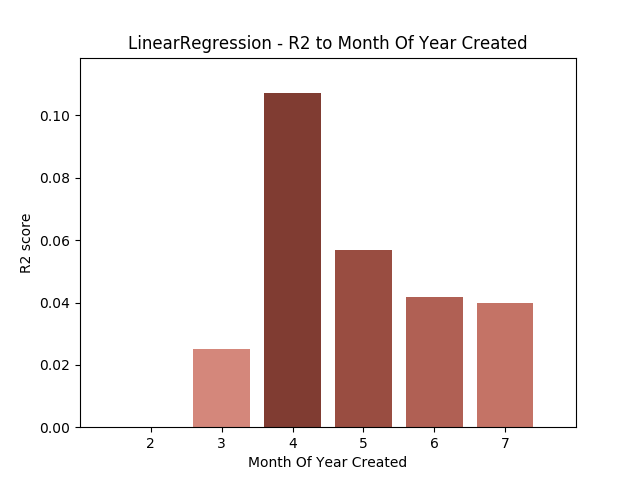 LinearRegression - R2 to Month Of Year Created
0.10
0.08
0.06
0.04
0.02
0.00
R2 score
2 3 4 5 6 7
Month Of Year Created